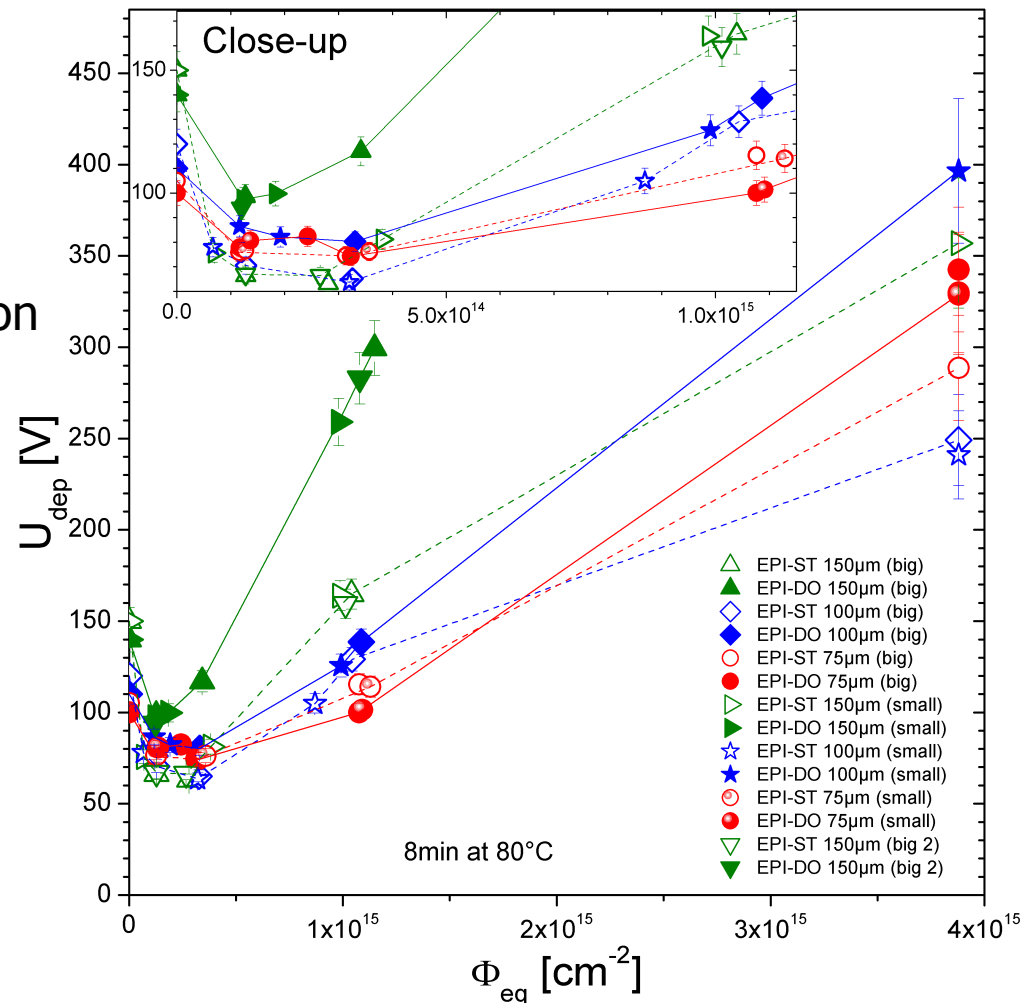 Close-up
150
100
0.0
5.0x10^14
1.0x10^15
on
U_dep [V]
450
400
350
300
250
200
150
100
50
0
EPI-ST 150µm (big)
EPI-DO 150µm (big)
EPI-ST 100µm (big)
EPI-DO 100µm (big)
EPI-ST 75µm (big)
EPI-DO 75µm (big)
EPI-ST 150µm (small)
EPI-DO 150µm (small)
EPI-ST 100µm (small)
EPI-DO 100µm (small)
EPI-ST 75µm (small)
EPI-DO 75µm (small)
EPI-ST 150µm (big 2)
EPI-DO 150µm (big 2)
8min at 80°C
0
1x10^15
2x10^15
3x10^15
4x10^15
Φ_eq [cm^-2]